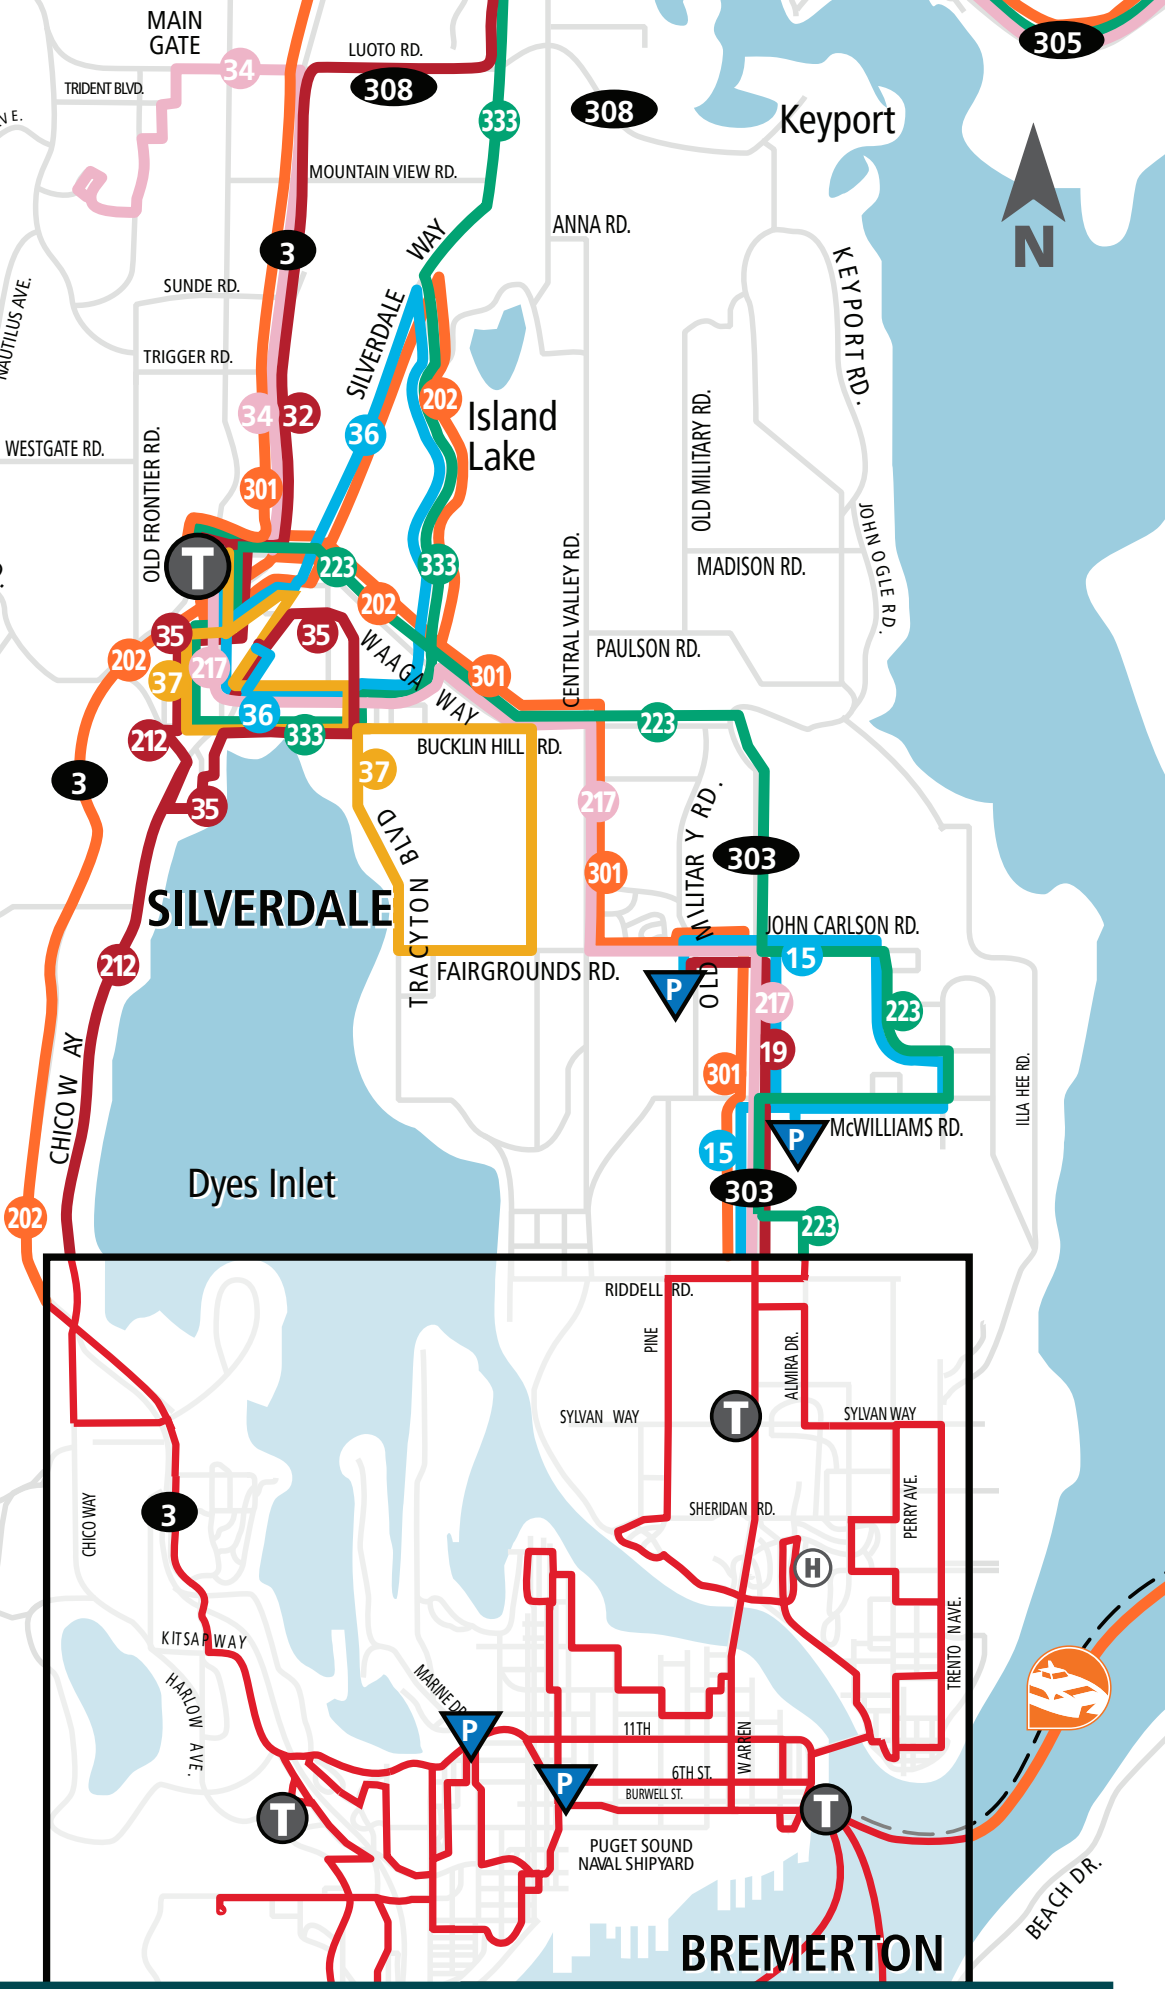 MAIN
GATE
LUOTO RD.
305
34
308
TRIDENT BLVD.
308
Keyport
333
MOUNTAIN VIEW RD.
ANNA RD.
WAY
3
N
KEYPORT RD.
SUNDE RD.
NAUTILUS AVE.
SILVERDALE
TRIGGER RD.
202
34
32
Island
Lake
36
WESTGATE RD.
OLD FRONTIER RD.
OLD MILITARY RD.
301
JOHN OGLE RD.
T
223
333
CENTRAL VALLEY RD.
MADISON RD.
202
35
35
PAULSON RD.
202
217
WAAGA WAY
301
37
36
223
212
333
BUCKLIN HILL RD.
37
3
217
35
OLD MILITARY RD.
TRACYTON BLVD
303
301
SILVERDALE
JOHN CARLSON RD.
15
212
FAIRGROUNDS RD.
P
217
223
19
CHICO WAY
301
ILLAHEE RD.
McWILLIAMS RD.
P
15
Dyes Inlet
303
202
223
RIDDELL RD.
PINE
ALMIRA DR.
T
SYLVAN WAY
SYLVAN WAY
3
CHICO WAY
SHERIDAN RD.
PERRY AVE.
H
TRENTON AVE.
KITSAP WAY
HARLOW AVE.
MARINE DR.
P
11TH
WARREN
6TH ST.
P
BURWELL ST.
T
T
PUGET SOUND
NAVAL SHIPYARD
BEACH DR.
BREMERTON